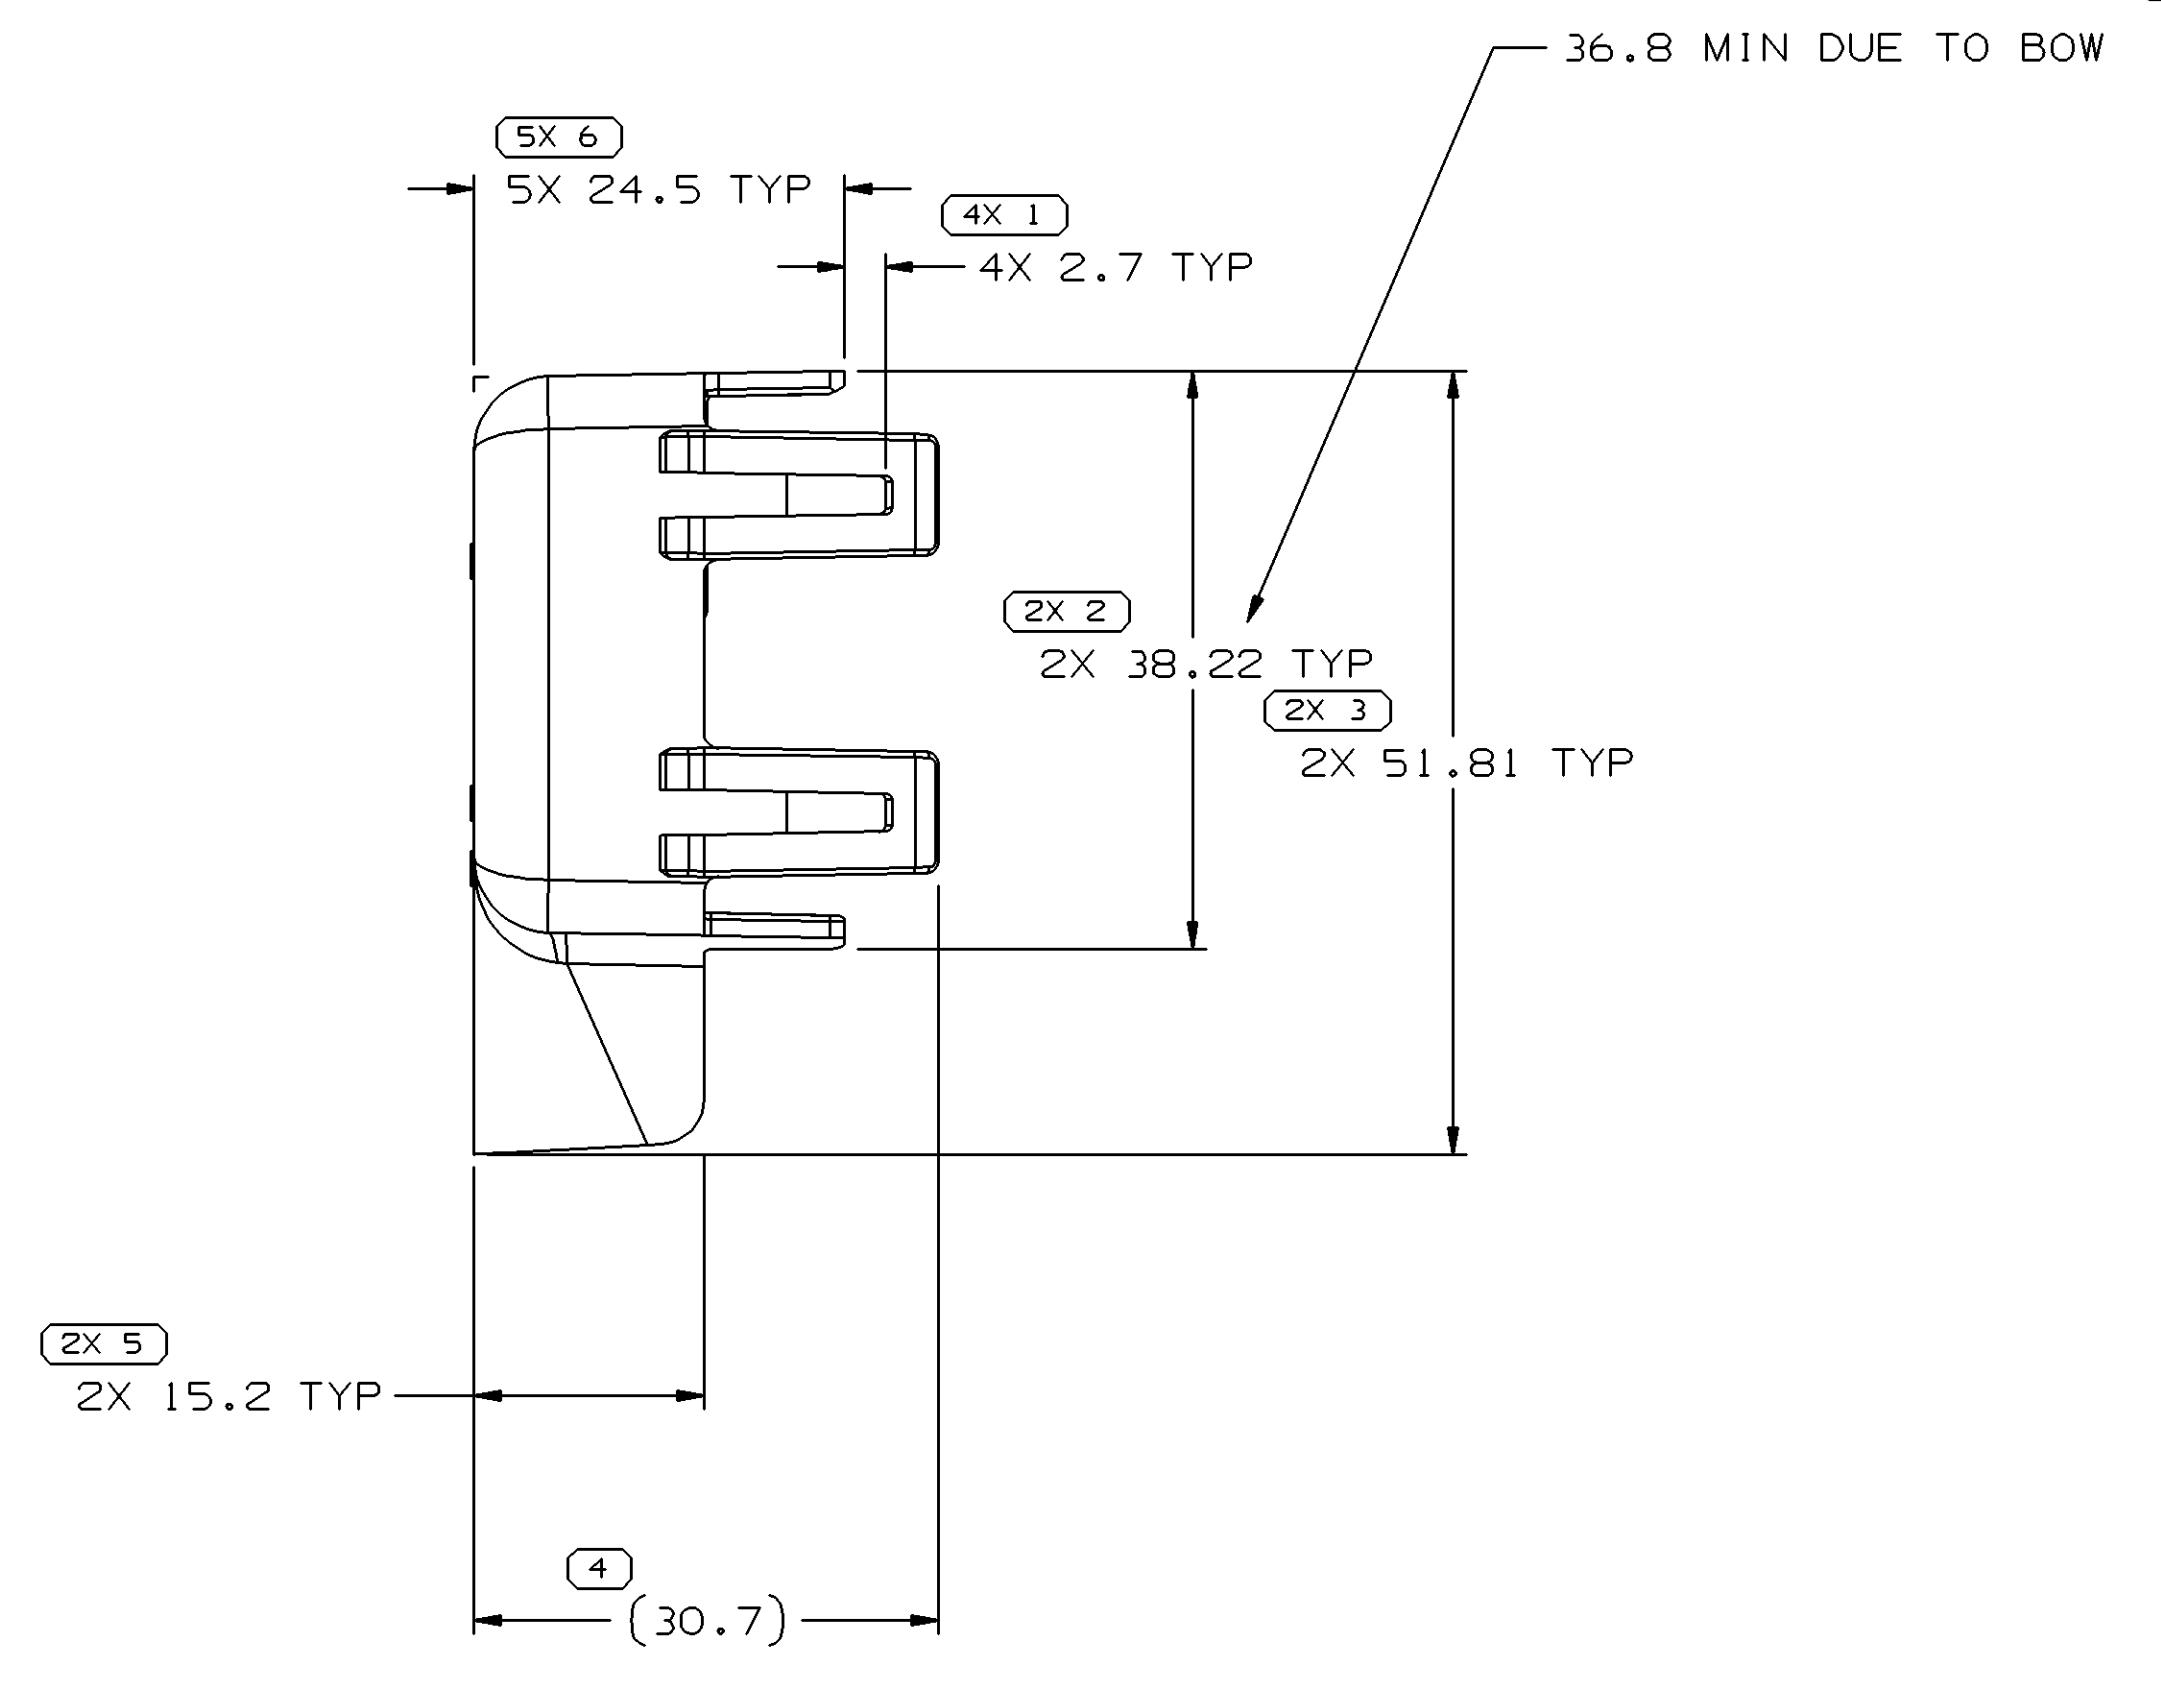 36.8 MIN DUE TO BOW
5X 6
5X 24.5 TYP
4X 1
4X 2.7 TYP
2X 2
2X 38.22 TYP
2X 3
2X 51.81 TYP
2X 5
2X 15.2 TYP
4
(30.7)